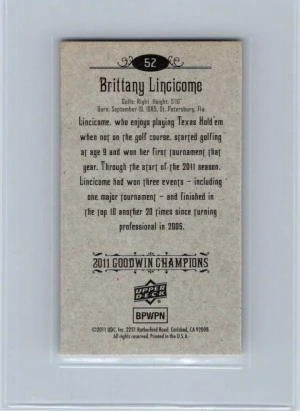 52
Brittany Lincicome
Golfs: Right Height: 5'10"
Born: September 19, 1985, St. Petersburg, Fla.
Lincicome, who enjoys playing Texas Hold'em
when not on the golf course, started golfing
at age 9 and won her first tournament that
year. Through the start of the 2011 season,
Lincicome had won three events – including
one major tournament – and finished in
the top 10 another 20 times since turning
professional in 2005.
2011 GOODWIN CHAMPIONS
UPPER
DECK
BPWPN
©2011 UDC, Inc. 2251 Rutherford Road, Carlsbad, CA 92008.
All rights reserved. Printed in the U.S.A.